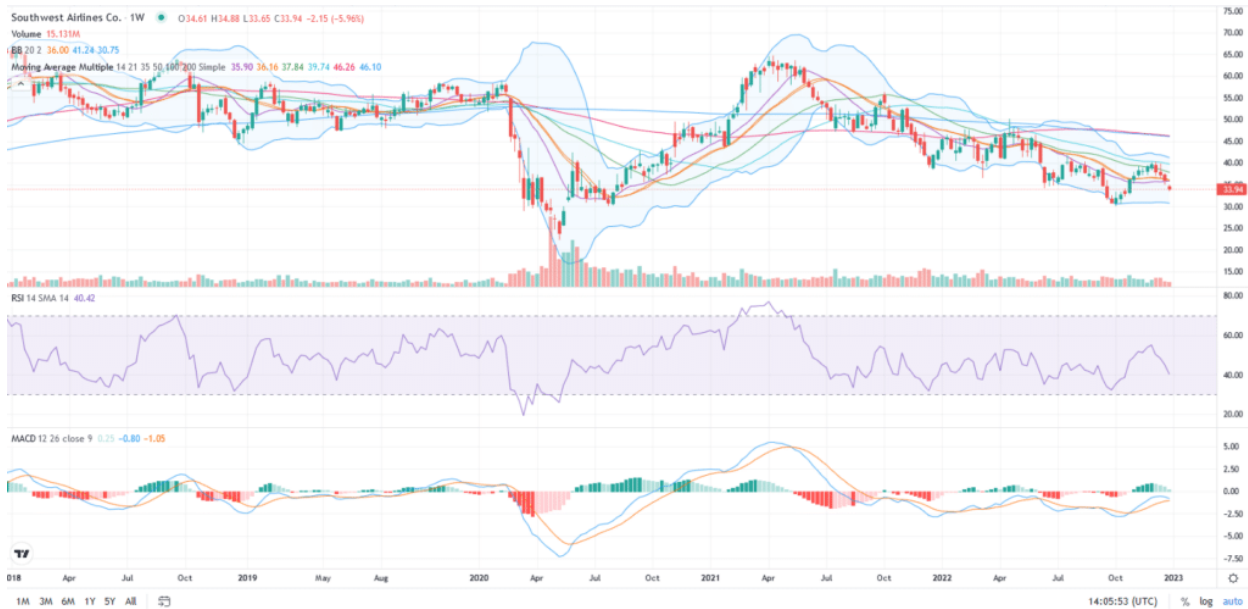 Southwest Airlines Co. 1W O34.61 H34.88 L33.65 C33.94 -2.15 (-5.96%)
Volume 15.131M
BB 20 2 36.00 41.24 30.75
Moving Average Multiple 14 21 35 50 100 200 Simple 35.90 36.16 37.84 39.74 46.26 46.10
75.00
70.00
65.00
60.00
55.00
50.00
45.00
40.00
33.94
30.00
25.00
20.00
15.00
RSI 14 SMA 14 40.42
80.00
60.00
40.00
20.00
MACD 12 26 close 9 0.25 -0.80 -1.05
5.00
2.50
0.00
-2.50
-5.00
-7.50
2018 Apr Jul Oct 2019 May Aug 2020 Apr Jul Oct 2021 Apr Jul Oct 2022 Apr Jul Oct 2023
1M 3M 6M 1Y 5Y All 14:05:53 (UTC) % log auto